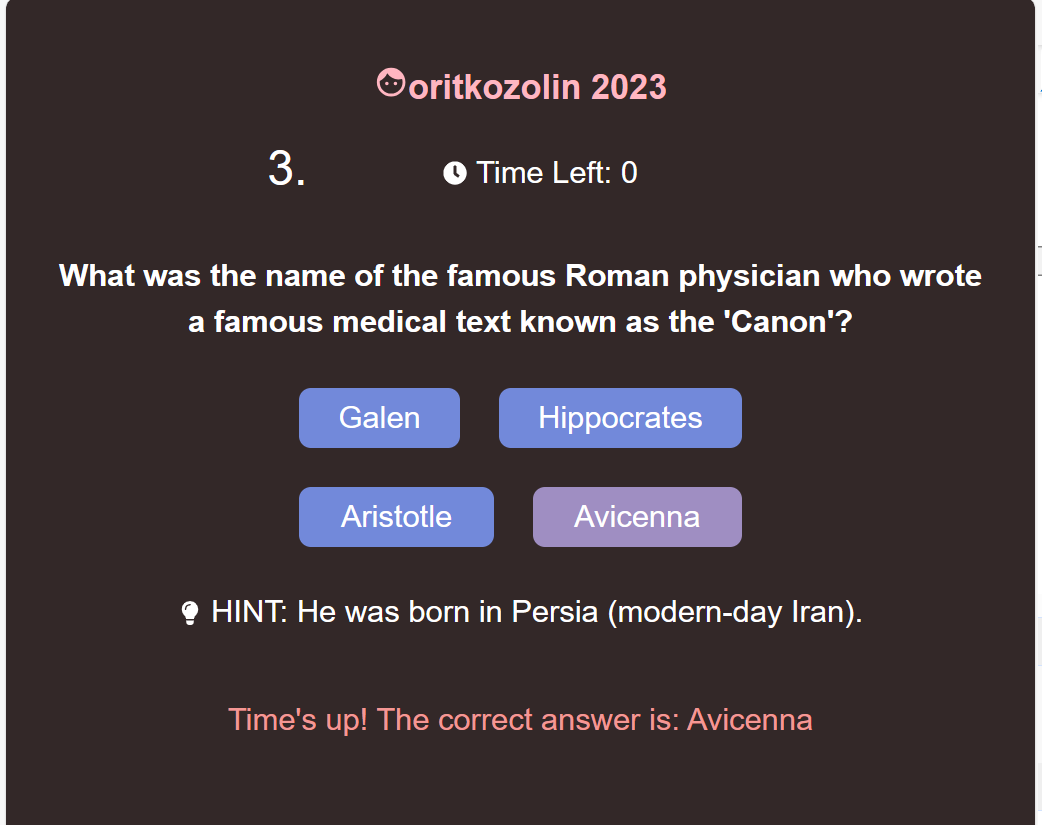 oritkozolin 2023
3.
Time Left: 0
What was the name of the famous Roman physician who wrote
a famous medical text known as the 'Canon'?
Galen
Hippocrates
Aristotle
Avicenna
HINT: He was born in Persia (modern-day Iran).
Time's up! The correct answer is: Avicenna